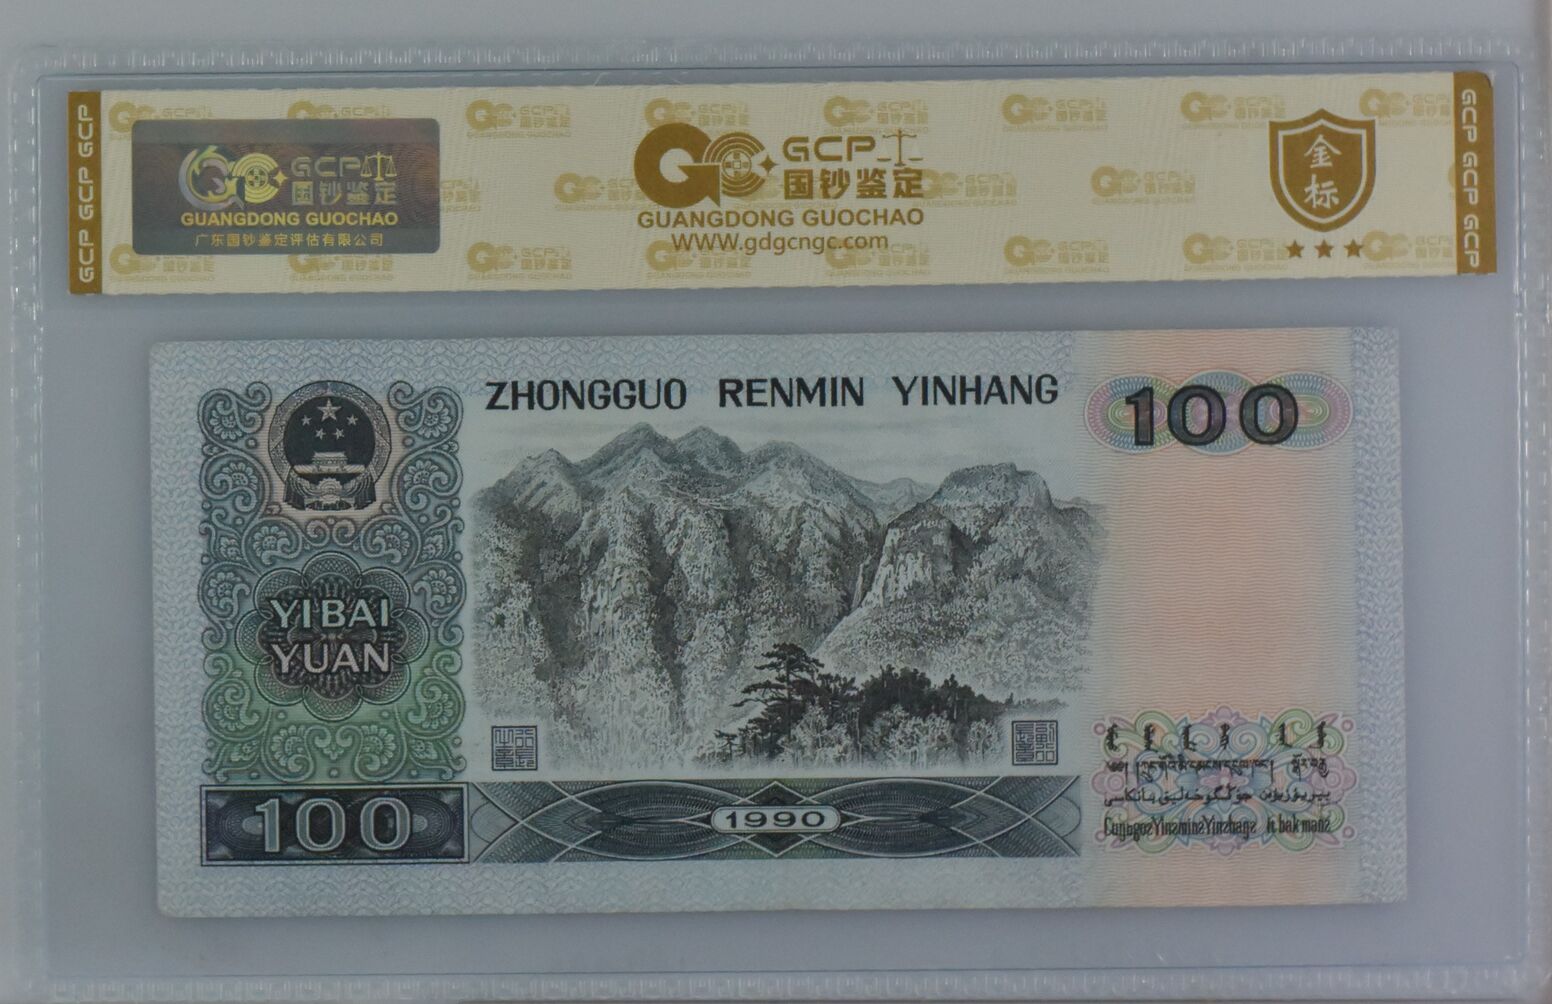 GCP GCP GCP
GCP
国钞鉴定
GUANGDONG GUOCHAO
广东国钞鉴定评估有限公司
GCP
国钞鉴定
GUANGDONG GUOCHAO
WWW.gdgcngc.com
金
标
GCP GCP GCP
ZHONGGUO RENMIN YINHANG
100
YI BAI
YUAN
100
1990